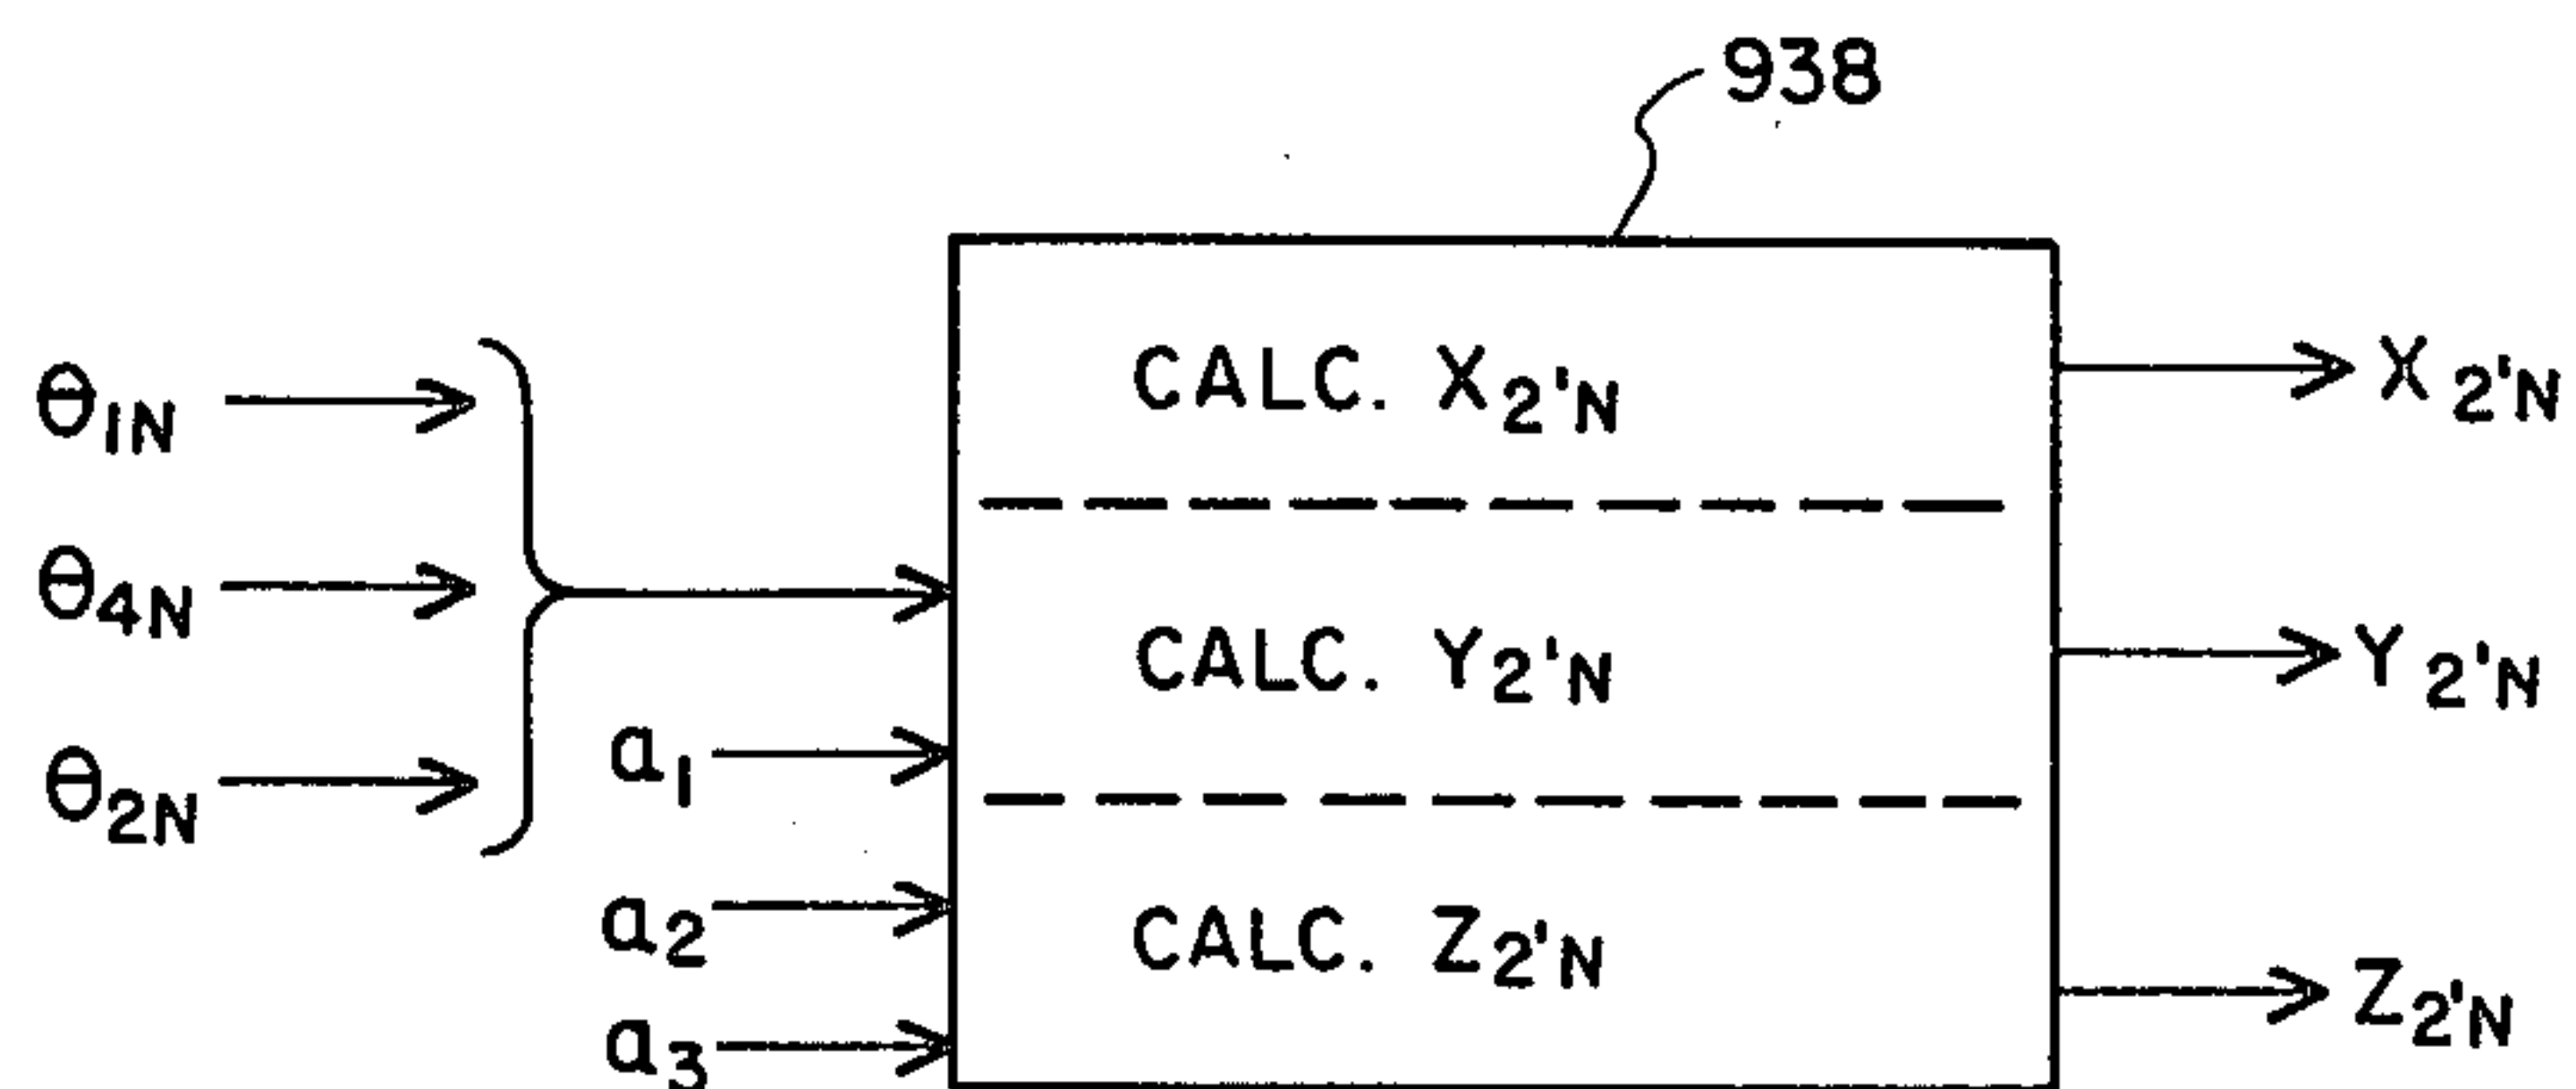 938
θ1N
θ4N
θ2N
a1
a2
a3
CALC. X2'N
CALC. Y2'N
CALC. Z2'N
X2'N
Y2'N
Z2'N